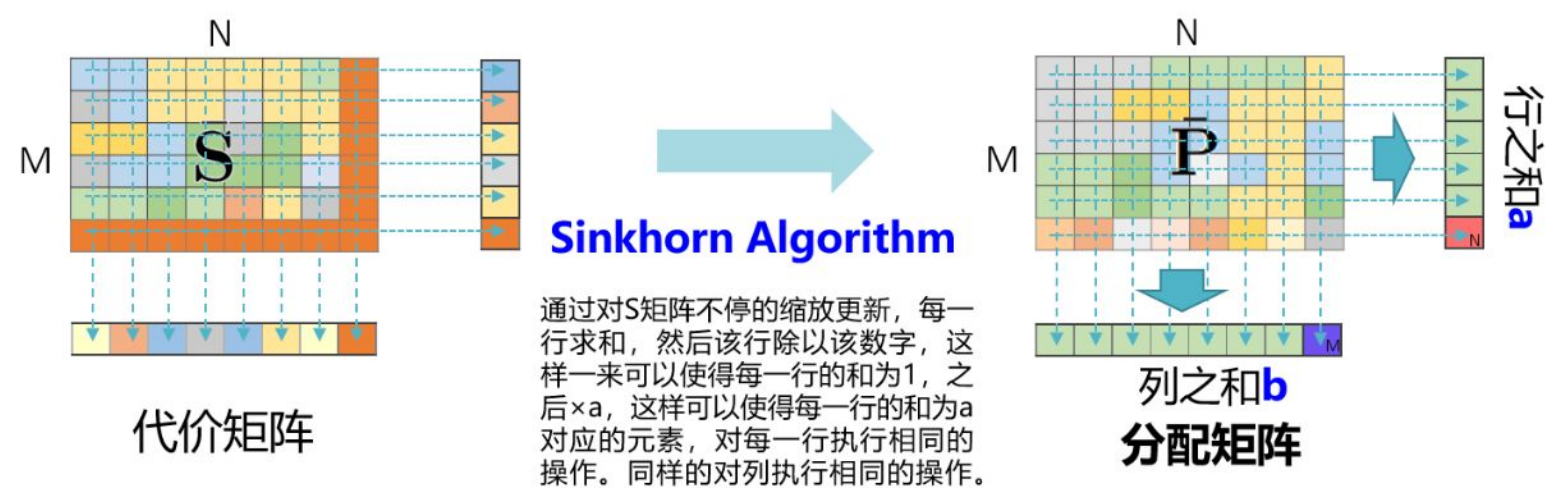 N
M
S̄
代价矩阵
Sinkhorn Algorithm
通过对S矩阵不停的缩放更新，每一
行求和，然后该行除以该数字，这
样一来可以使得每一行的和为1，之
后×a，这样可以使得每一行的和为a
对应的元素，对每一行执行相同的
操作。同样的对列执行相同的操作。
N
M
P̄
行之和a
N
M
列之和b
分配矩阵